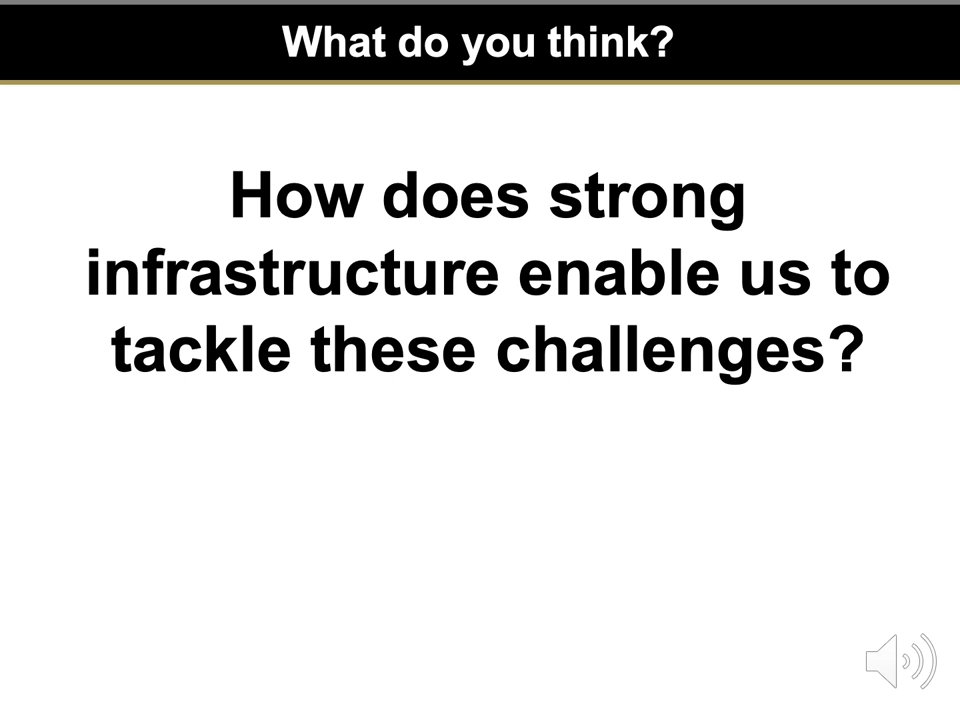 What do you think?
How does strong
infrastructure enable us to
tackle these challenges?